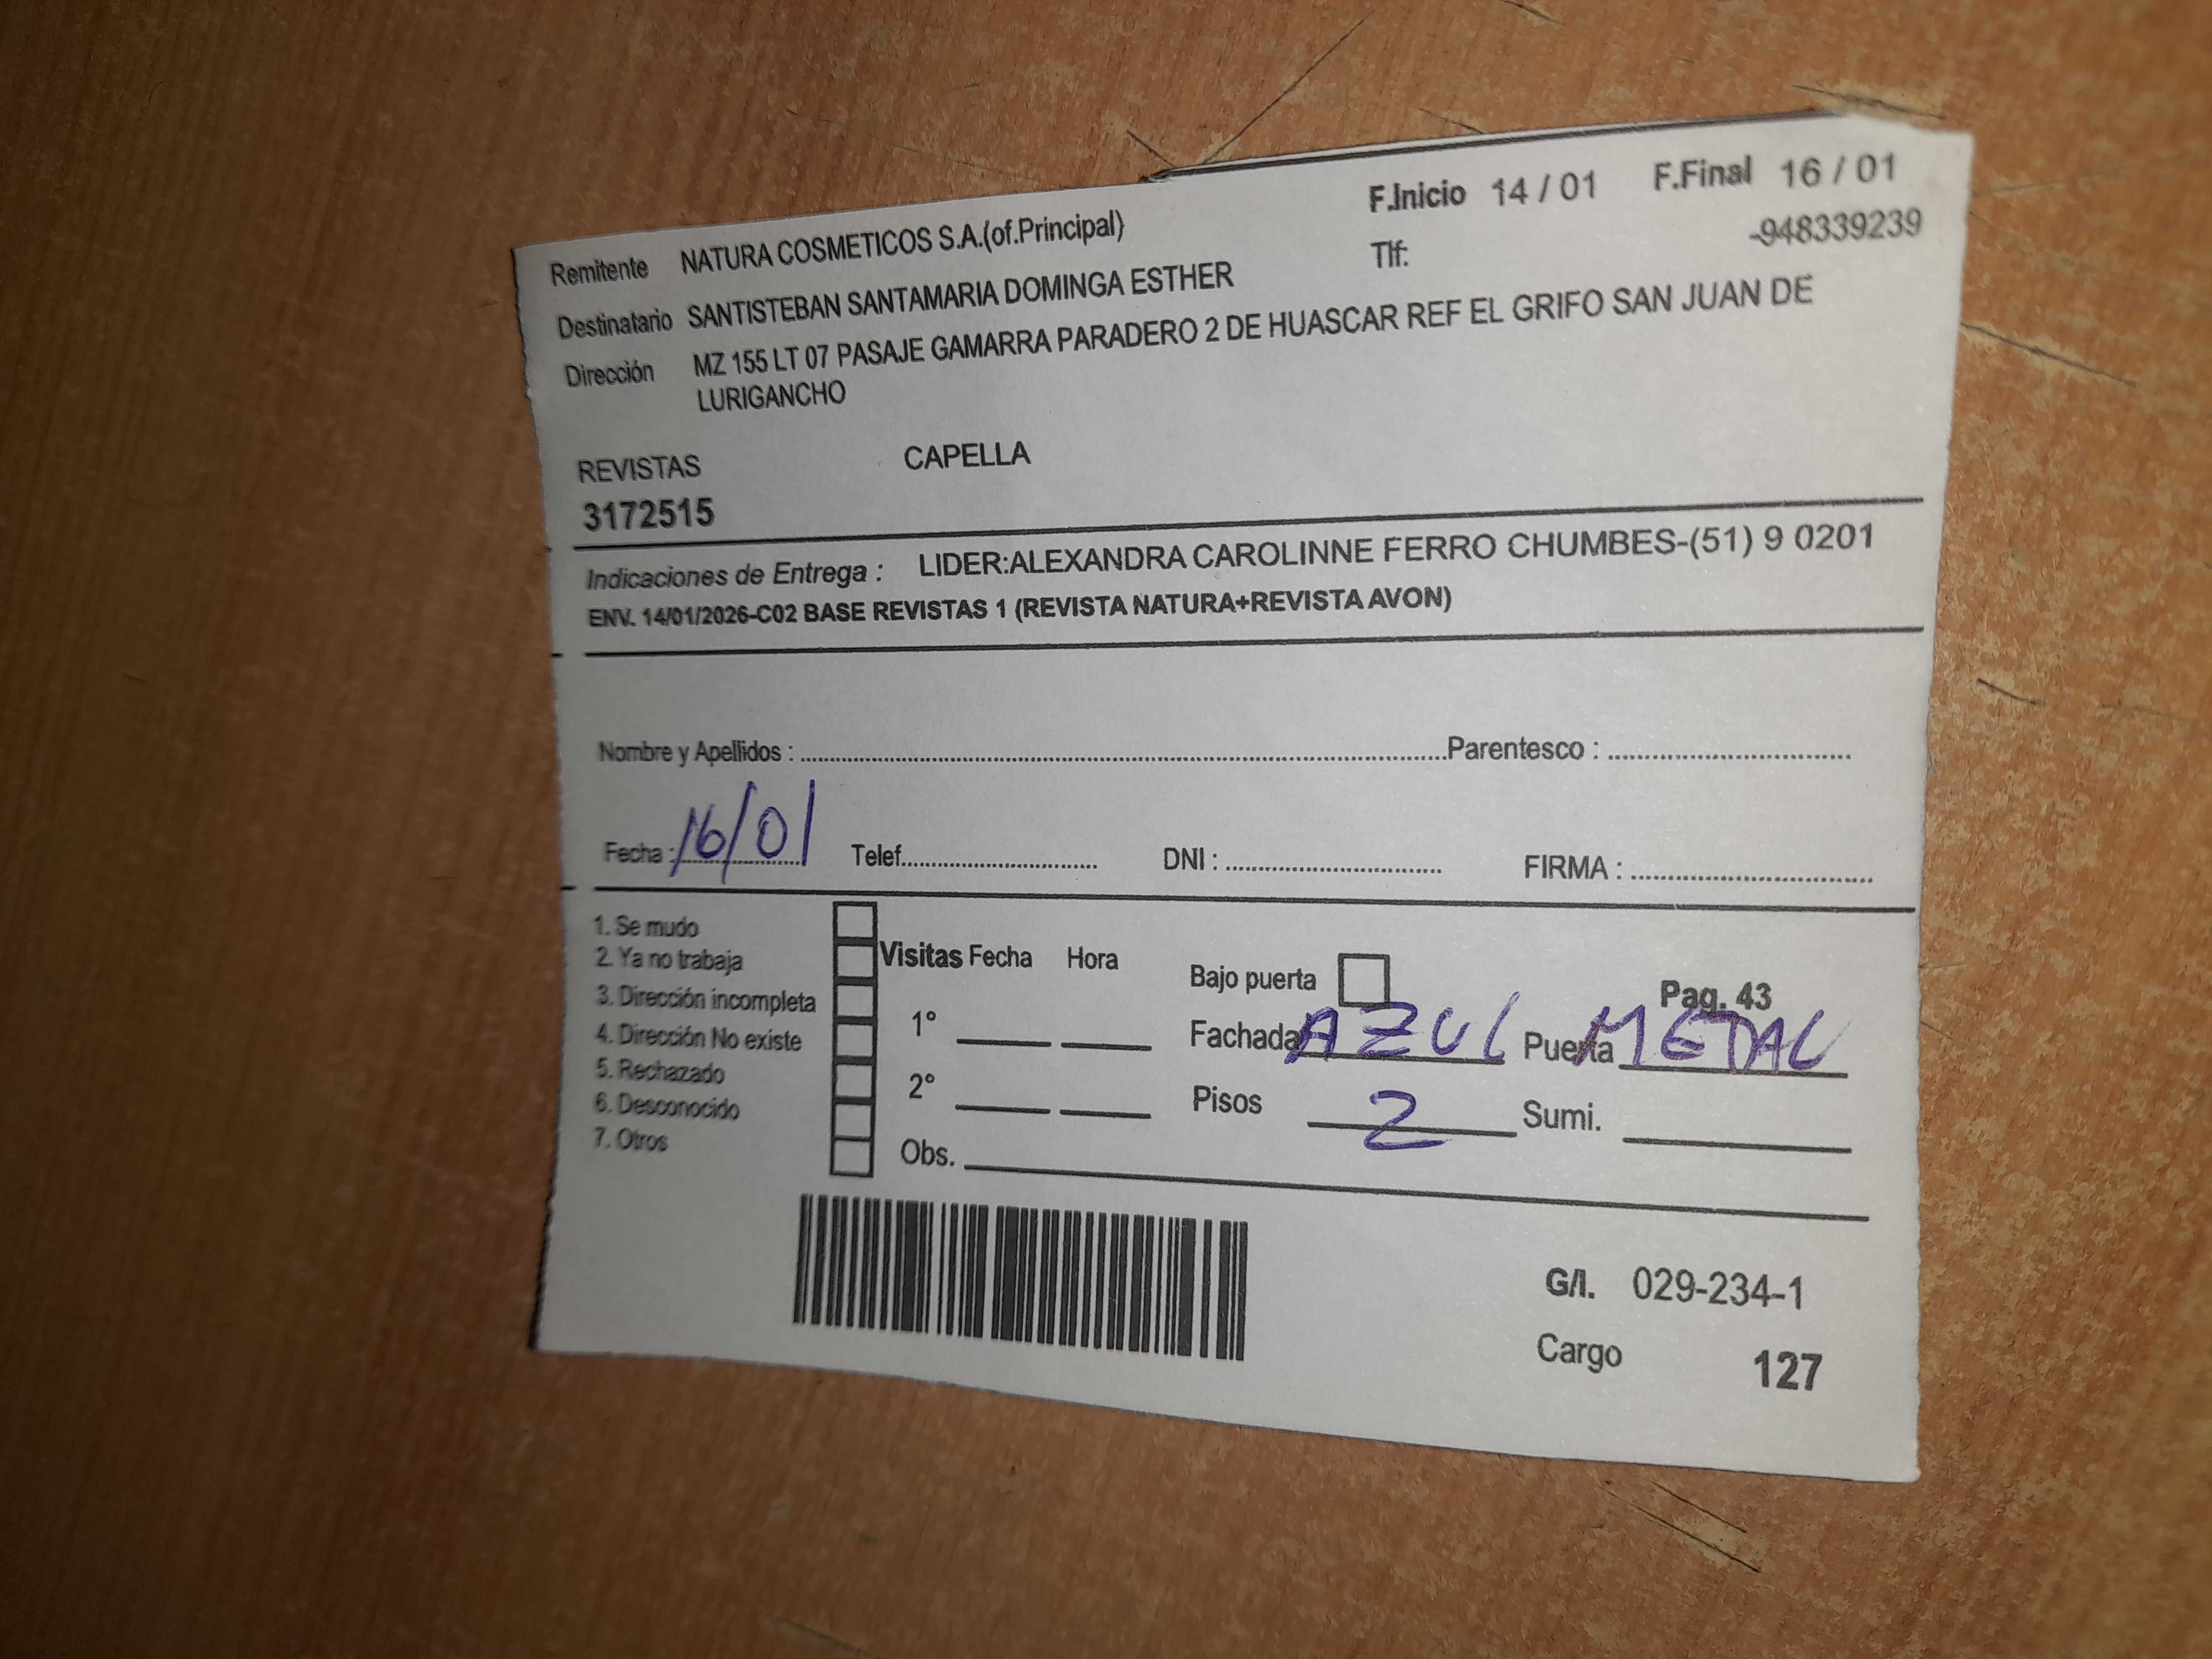 F.Inicio 14 / 01 F.Final 16 / 01
Remitente NATURA COSMETICOS S.A.(of.Principal) Tlf: -948339239
Destinatario SANTISTEBAN SANTAMARIA DOMINGA ESTHER
Dirección MZ 155 LT 07 PASAJE GAMARRA PARADERO 2 DE HUASCAR REF EL GRIFO SAN JUAN DE
LURIGANCHO
REVISTAS CAPELLA
3172515
Indicaciones de Entrega : LIDER:ALEXANDRA CAROLINNE FERRO CHUMBES-(51) 9 0201
ENV. 14/01/2026-C02 BASE REVISTAS 1 (REVISTA NATURA+REVISTA AVON)
Nombre y Apellidos : Parentesco :
Fecha : 16/01 Telef. DNI : FIRMA :
1. Se mudo
2. Ya no trabaja
3. Dirección incompleta
4. Dirección No existe
5. Rechazado
6. Desconocido
7. Otros
Visitas Fecha Hora
1°
2°
Obs.
Bajo puerta Pag. 43
Fachada AZUL Puerta METAL
Pisos 2 Sumi.
G/I. 029-234-1
Cargo 127